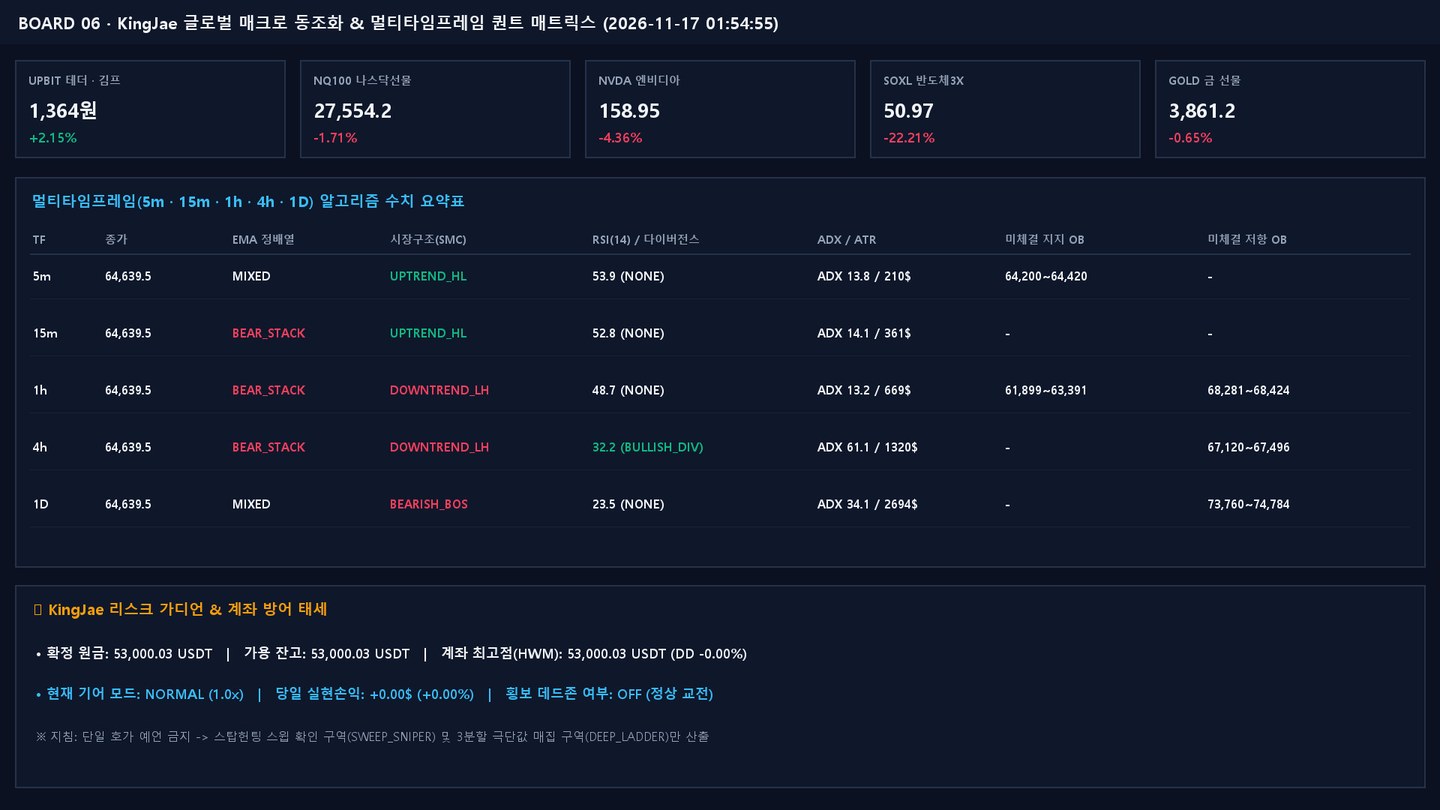 BOARD 06 · KingJae 글로벌 매크로 동조화 & 멀티타임프레임 퀀트 매트릭스 (2026-11-17 01:54:55)
UPBIT 테더 · 김프
1,364원
+2.15%
NQ100 나스닥선물
27,554.2
-1.71%
NVDA 엔비디아
158.95
-4.36%
SOXL 반도체3X
50.97
-22.21%
GOLD 금 선물
3,861.2
-0.65%
멀티타임프레임(5m · 15m · 1h · 4h · 1D) 알고리즘 수치 요약표
TF 종가 EMA 정배열 시장구조(SMC) RSI(14) / 다이버전스 ADX / ATR 미체결 지지 OB 미체결 저항 OB
5m 64,639.5 MIXED UPTREND_HL 53.9 (NONE) ADX 13.8 / 210$ 64,200~64,420 -
15m 64,639.5 BEAR_STACK UPTREND_HL 52.8 (NONE) ADX 14.1 / 361$ - -
1h 64,639.5 BEAR_STACK DOWNTREND_LH 48.7 (NONE) ADX 13.2 / 669$ 61,899~63,391 68,281~68,424
4h 64,639.5 BEAR_STACK DOWNTREND_LH 32.2 (BULLISH_DIV) ADX 61.1 / 1320$ - 67,120~67,496
1D 64,639.5 MIXED BEARISH_BOS 23.5 (NONE) ADX 34.1 / 2694$ - 73,760~74,784
KingJae 리스크 가디언 & 계좌 방어 태세
• 확정 원금: 53,000.03 USDT | 가용 잔고: 53,000.03 USDT | 계좌 최고점(HWM): 53,000.03 USDT (DD -0.00%)
• 현재 기어 모드: NORMAL (1.0x) | 당일 실현손익: +0.00$ (+0.00%) | 횡보 데드존 여부: OFF (정상 교전)
※ 지침: 단일 호가 예언 금지 -> 스탑헌팅 스윕 확인 구역(SWEEP_SNIPER) 및 3분할 극단값 매집 구역(DEEP_LADDER)만 산출